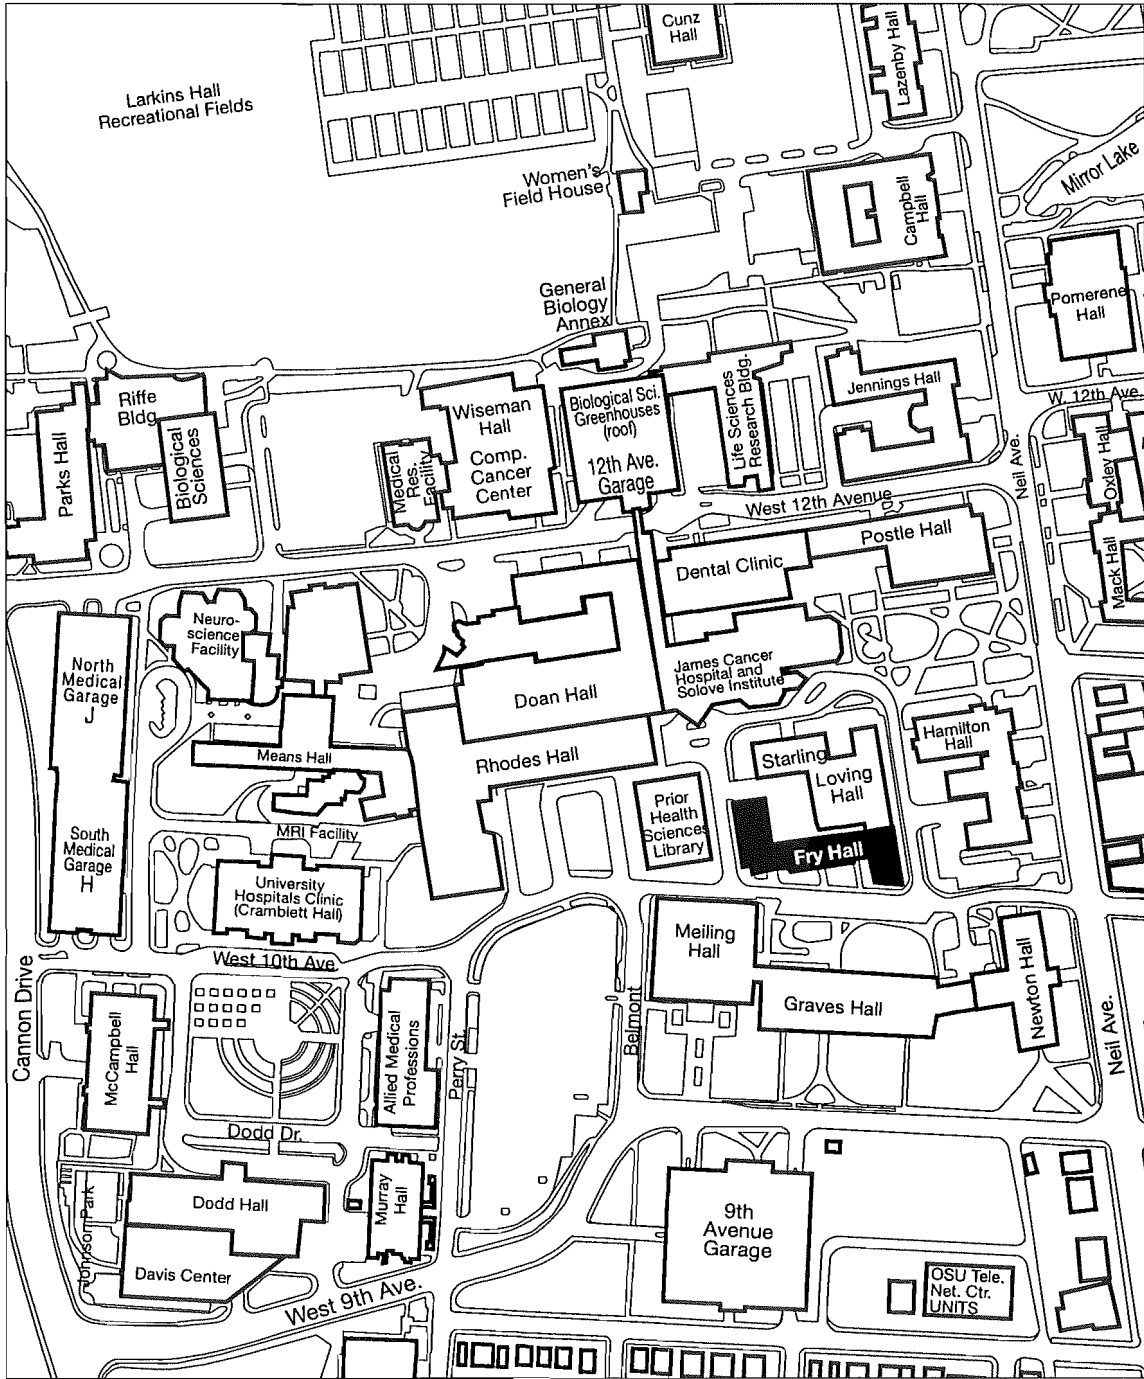 Cunz
Hall
Lazenby Hall
Larkins Hall
Recreational Fields
Mirror Lake
Women's
Field House
Campbell
Hall
General
Biology
Annex
Pomerene
Hall
Riffe
Bldg.
Parks Hall
Biological
Sciences
Wiseman
Hall
Comp.
Cancer
Center
Medical
Res.
Facility
Biological Sci.
Greenhouses
(roof)
12th Ave.
Garage
Life Sciences
Research Bldg.
Jennings Hall
W. 12th Ave.
Oxley Hall
Neil Ave.
West 12th Avenue
Postle Hall
Dental Clinic
Mack Hall
Neuro-
science
Facility
North
Medical
Garage
J
James Cancer
Hospital and
Solove Institute
Doan Hall
Means Hall
Rhodes Hall
Starling
Loving
Hall
Hamilton
Hall
Prior
Health
Sciences
Library
MRI Facility
South
Medical
Garage
H
Fry Hall
University
Hospitals Clinic
(Cramblett Hall)
Meiling
Hall
West 10th Ave.
Graves Hall
Newton Hall
Cannon Drive
McCampbell
Hall
Allied Medical
Professions
Perry St.
Belmont
Neil Ave.
Dodd Dr.
Johnson Park
Dodd Hall
Murray
Hall
Davis Center
West 9th Ave.
9th
Avenue
Garage
OSU Tele.
Net. Ctr.
UNITS